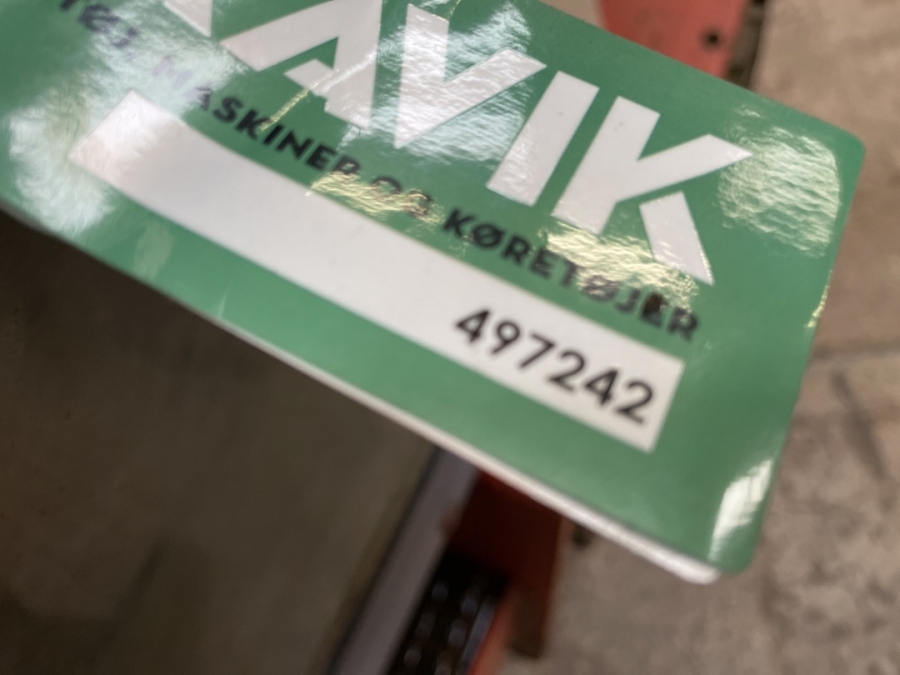 AVIK
MASKINER OG KØRETØJER
497242